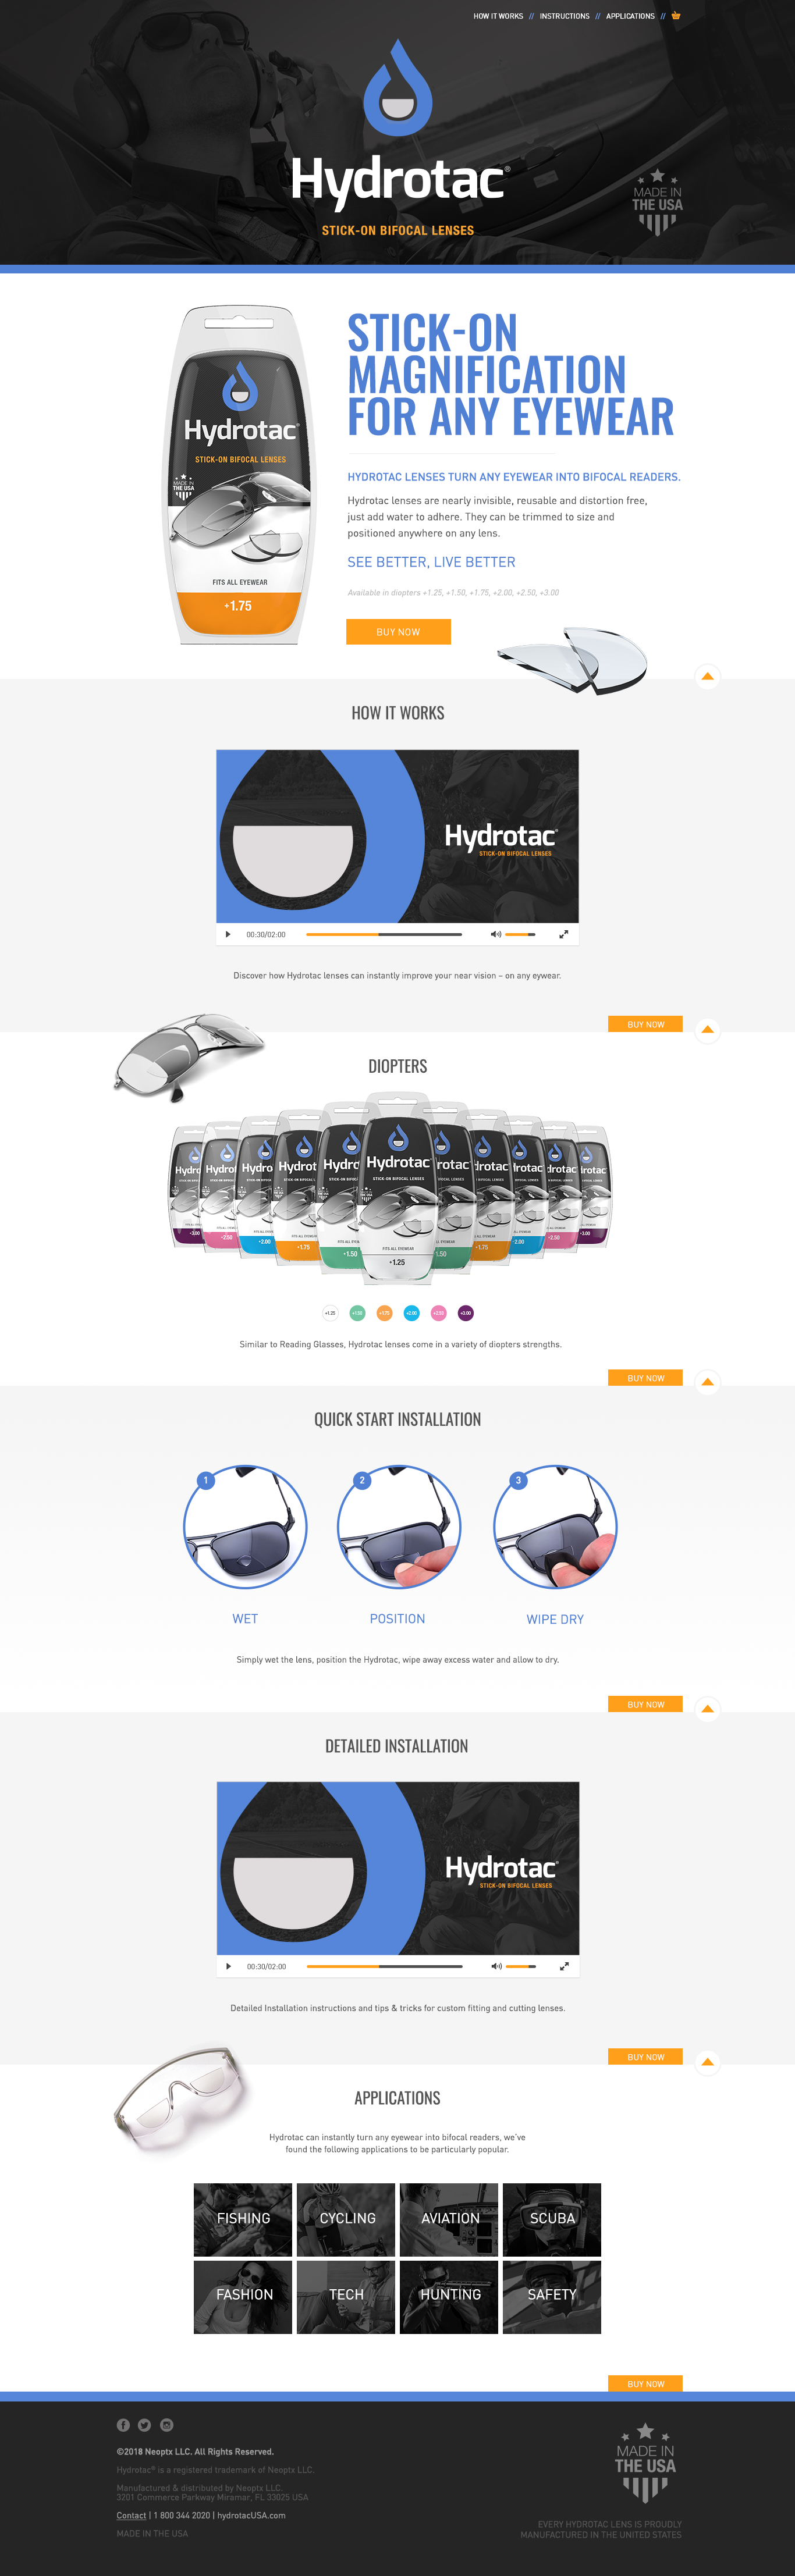 HOW IT WORKS // INSTRUCTIONS // APPLICATIONS //
Hydrotac®
STICK-ON BIFOCAL LENSES
MADE IN
THE USA
Hydrotac
STICK-ON BIFOCAL LENSES
MADE IN
THE USA
FITS ALL EYEWEAR
+1.75
STICK-ON
MAGNIFICATION
FOR ANY EYEWEAR
HYDROTAC LENSES TURN ANY EYEWEAR INTO BIFOCAL READERS.
Hydrotac lenses are nearly invisible, reusable and distortion free,
just add water to adhere. They can be trimmed to size and
positioned anywhere on any lens.
SEE BETTER, LIVE BETTER
Available in diopters +1.25, +1.50, +1.75, +2.00, +2.50, +3.00
BUY NOW
HOW IT WORKS
Hydrotac
STICK-ON BIFOCAL LENSES
00:30/02:00
Discover how Hydrotac lenses can instantly improve your near vision – on any eywear.
BUY NOW
DIOPTERS
Hydro Hydrot Hydro Hydrot Hydro Hydrotac rotac drotac drotac drotac drotac
STICK-ON BIFOCAL LENSES
FITS ALL EYEWEAR
+3.00 +2.50 +2.00 +1.75 +1.50 +1.25 1.50 +1.75 2.00 +2.50 +3.00
+1.25 +1.50 +1.75 +2.00 +2.50 +3.00
Similar to Reading Glasses, Hydrotac lenses come in a variety of diopters strengths.
BUY NOW
QUICK START INSTALLATION
1 2 3
WET POSITION WIPE DRY
Simply wet the lens, position the Hydrotac, wipe away excess water and allow to dry.
BUY NOW
DETAILED INSTALLATION
Hydrotac
STICK-ON BIFOCAL LENSES
00:30/02:00
Detailed Installation instructions and tips & tricks for custom fitting and cutting lenses.
BUY NOW
APPLICATIONS
Hydrotac can instantly turn any eyewear into bifocal readers, we've
found the following applications to be particularly popular.
FISHING CYCLING AVIATION SCUBA
FASHION TECH HUNTING SAFETY
BUY NOW
©2018 Neoptx LLC. All Rights Reserved.
Hydrotac® is a registered trademark of Neoptx LLC.
Manufactured & distributed by Neoptx LLC.
3201 Commerce Parkway Miramar, FL 33025 USA
Contact | 1 800 344 2020 | hydrotacUSA.com
MADE IN THE USA
MADE IN
THE USA
EVERY HYDROTAC LENS IS PROUDLY
MANUFACTURED IN THE UNITED STATES